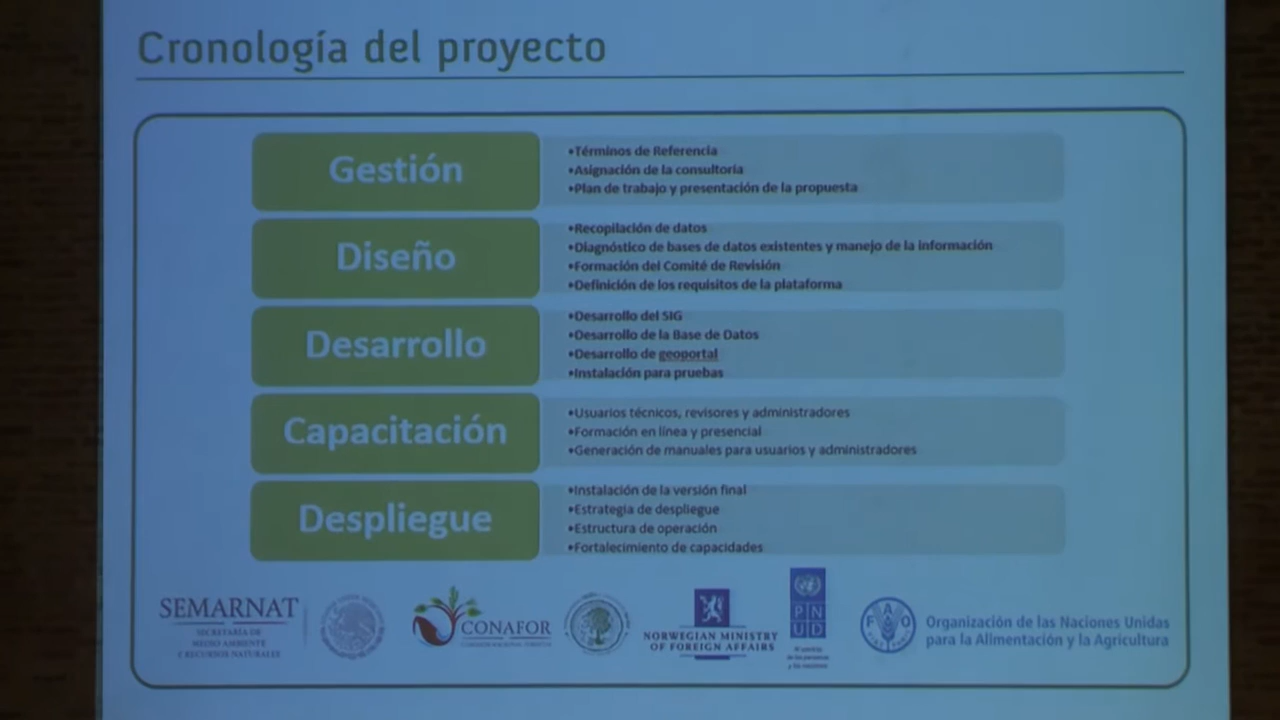 Cronología del proyecto
Gestión
•Términos de Referencia
•Asignación de la consultoria
•Plan de trabajo y presentación de la propuesta
Diseño
•Recopilación de datos
•Diagnóstico de bases de datos existentes y manejo de la información
•Formación del Comité de Revisión
•Definición de los requisitos de la plataforma
Desarrollo
•Desarrollo del SIG
•Desarrollo de la Base de Datos
•Desarrollo de geoportal
•Instalación para pruebas
Capacitación
•Usuarios técnicos, revisores y administradores
•Formación en línea y presencial
•Generación de manuales para usuarios y administradores
Despliegue
•Instalación de la versión final
•Estrategia de despliegue
•Estructura de operación
•Fortalecimiento de capacidades
SEMARNAT
SECRETARÍA DE
MEDIO AMBIENTE
Y RECURSOS NATURALES
CONAFOR
NORWEGIAN MINISTRY
OF FOREIGN AFFAIRS
PN
UD
FAO
Organización de las Naciones Unidas
para la Alimentación y la Agricultura